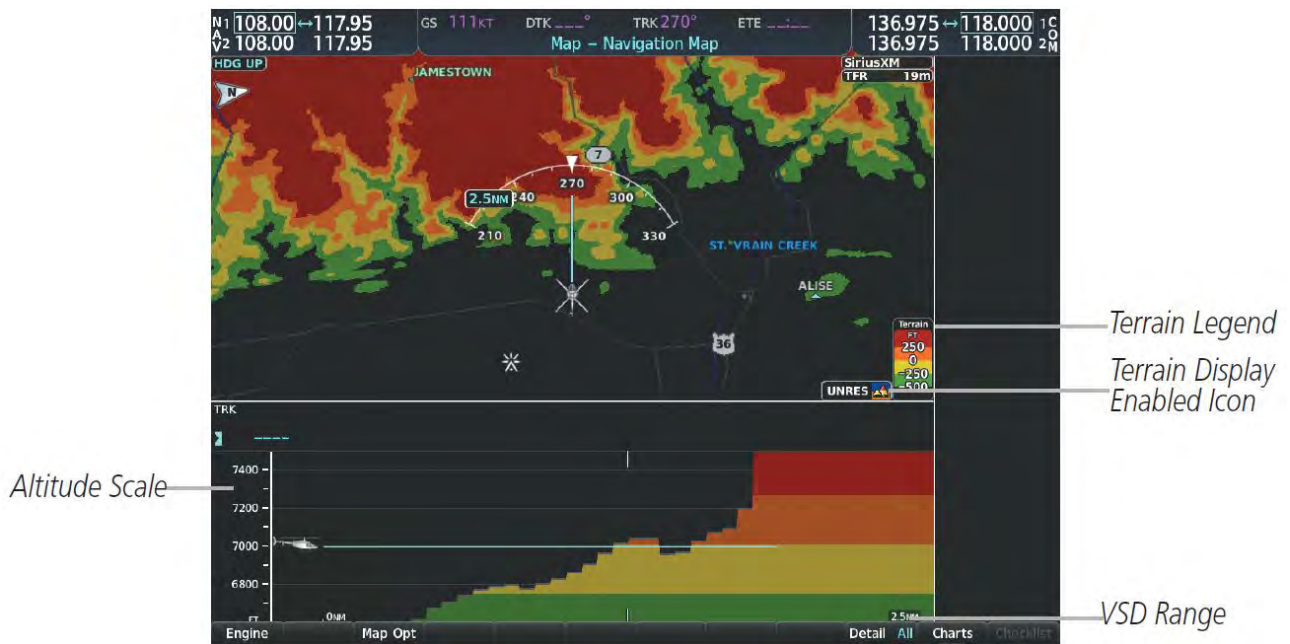 N1 108.00 ↔ 117.95 GS 111KT DTK ___° TRK 270° ETE __:__ 136.975 ↔ 118.000 1 C
A O
V2 108.00 117.95 Map – Navigation Map 136.975 118.000 2 M
HDG UP
N
JAMESTOWN
SiriusXM
TFR 19m
7
2.5NM
210
240
270
300
330
ST. VRAIN CREEK
ALISE
36
Terrain
FT
250
0
-250
-500
UNRES
Terrain Legend
Terrain Display
Enabled Icon
TRK
----
7400
7200
7000
6800
FT
0NM
2.5NM
Altitude Scale
VSD Range
Engine Map Opt Detail All Charts Checklist